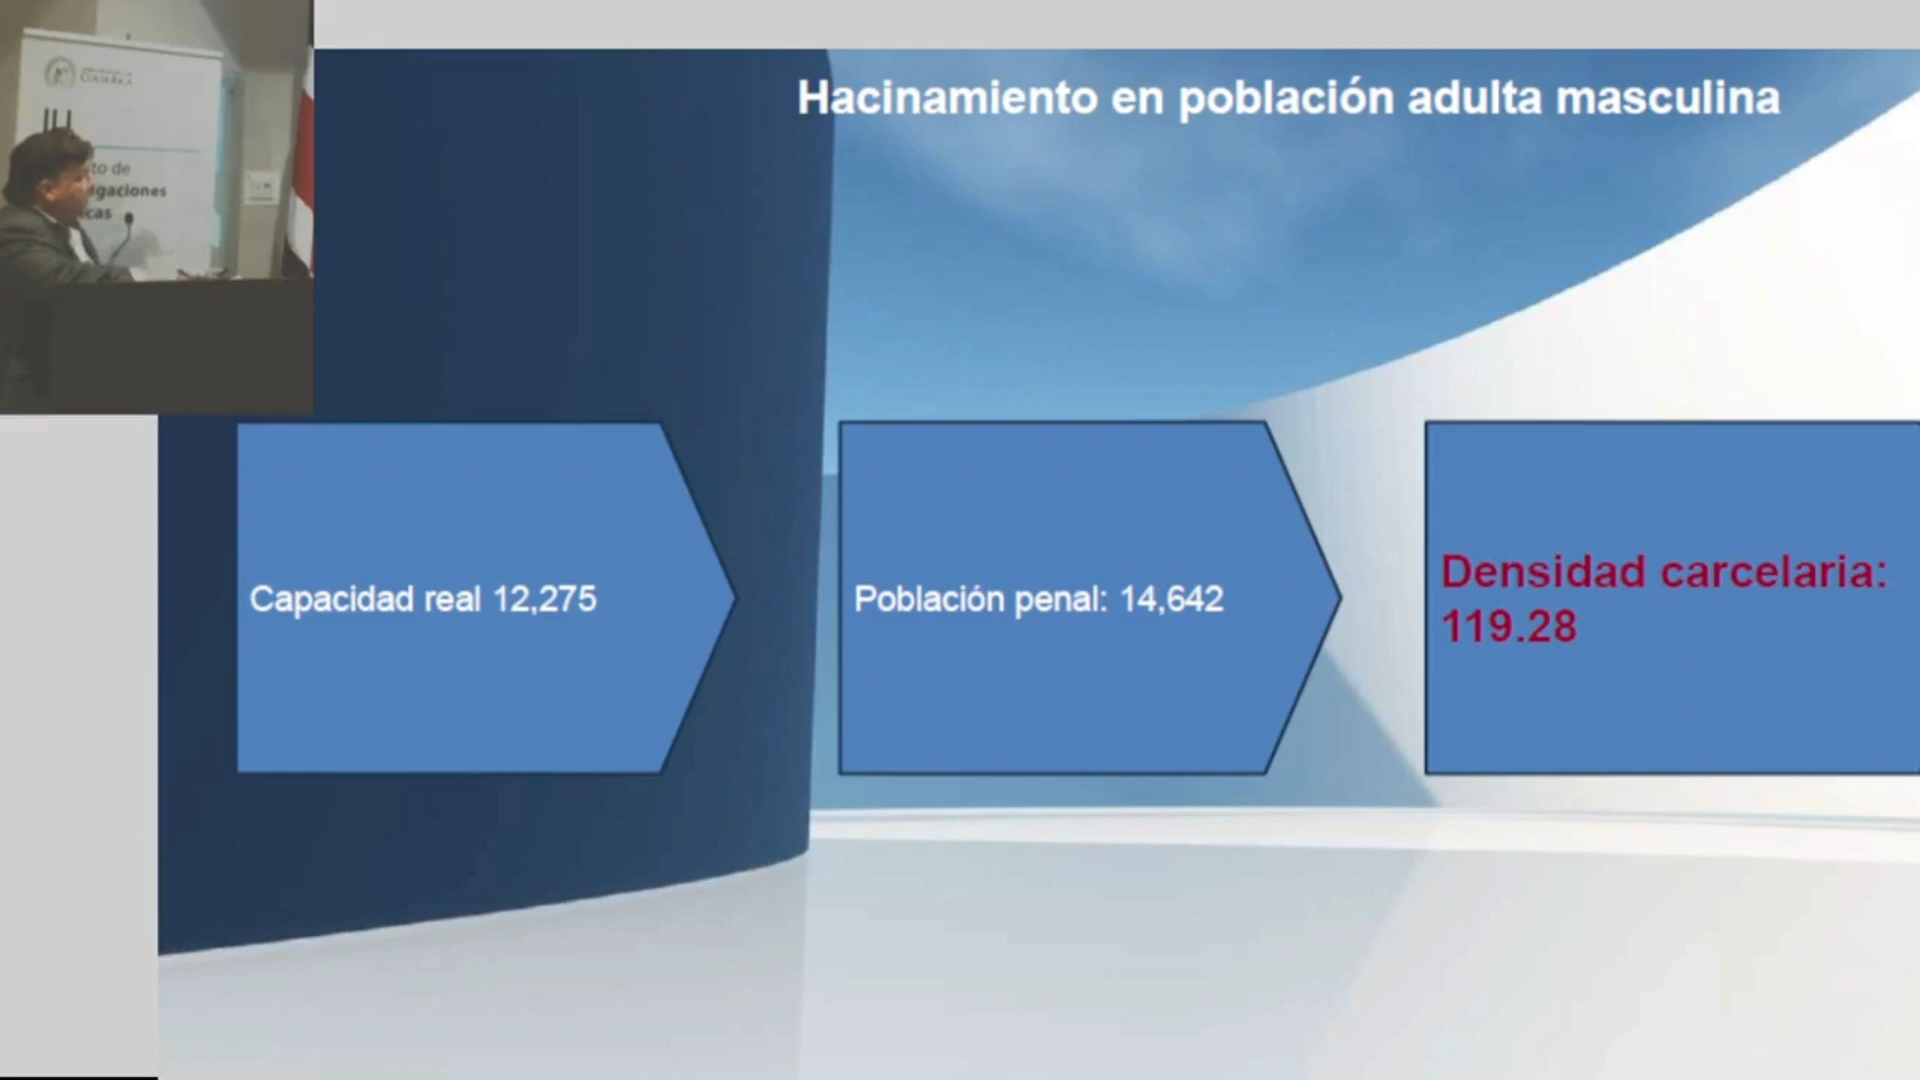 Hacinamiento en población adulta masculina
Capacidad real 12,275
Población penal: 14,642
Densidad carcelaria:
119.28